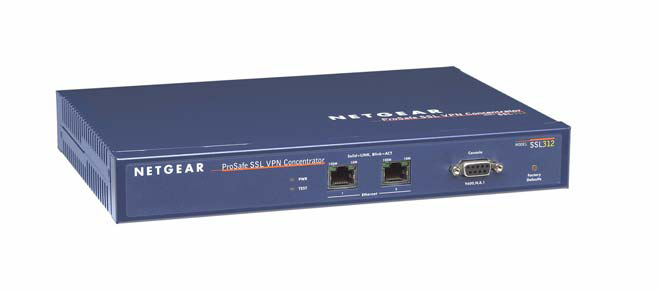 NETGEAR
ProSafe SSL VPN Concentrator
SSL312
NETGEAR
ProSafe SSL VPN Concentrator
MODEL SSL312
Solid=LINK, Blink=ACT
100M 10M
100M 10M
PWR
TEST
1 Ethernet 2
Console
9600,N,8,1
Factory
Defaults